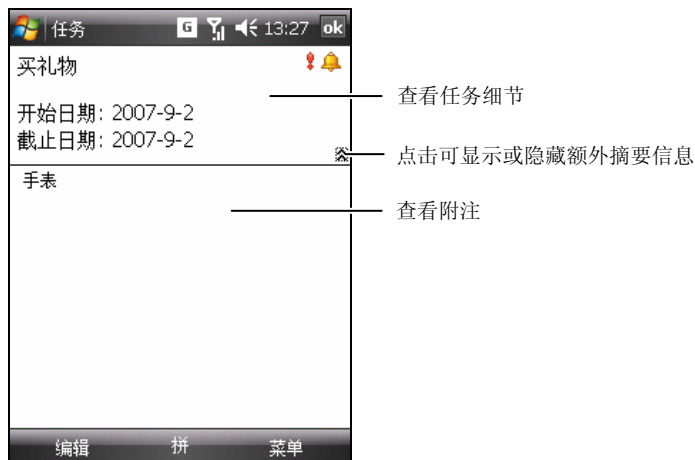 任务 G 13:27 ok
买礼物
开始日期: 2007-9-2
截止日期: 2007-9-2
手表
编辑 拼 菜单
查看任务细节
点击可显示或隐藏额外摘要信息
查看附注